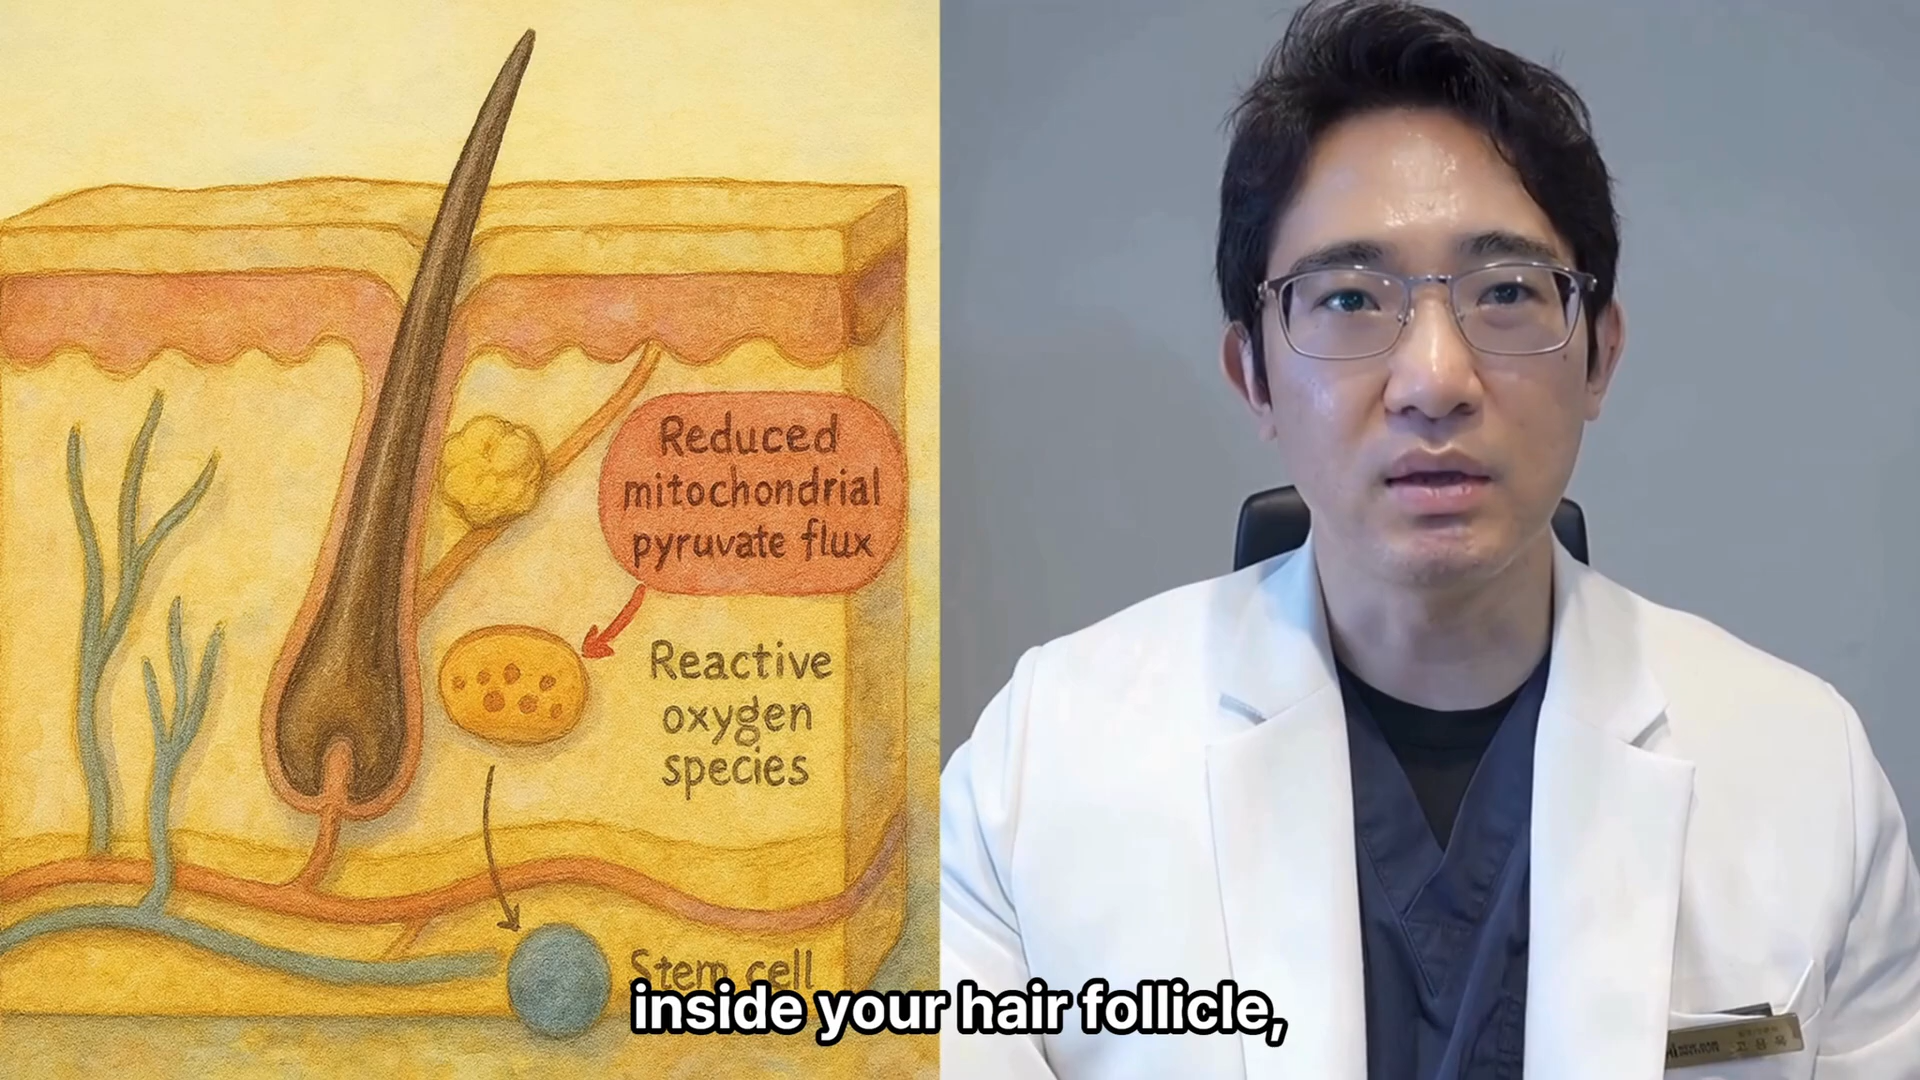 Reduced
mitochondrial
pyruvate flux
Reactive
oxygen
species
Stem cell
inside your hair follicle,